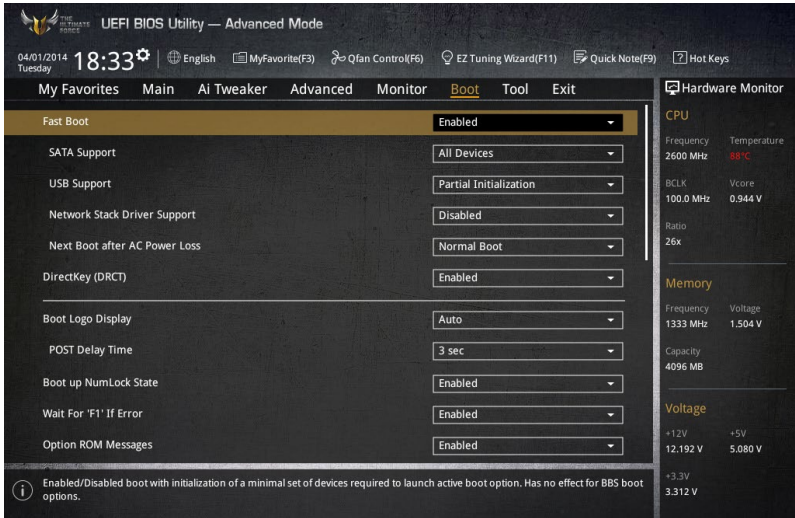 THE ULTIMATE FORCE
UEFI BIOS Utility — Advanced Mode
04/01/2014
Tuesday
18:33
English
MyFavorite(F3)
Qfan Control(F6)
EZ Tuning Wizard(F11)
Quick Note(F9)
? Hot Keys
My Favorites Main Ai Tweaker Advanced Monitor Boot Tool Exit
Fast Boot Enabled
SATA Support All Devices
USB Support Partial Initialization
Network Stack Driver Support Disabled
Next Boot after AC Power Loss Normal Boot
DirectKey (DRCT) Enabled
Boot Logo Display Auto
POST Delay Time 3 sec
Boot up NumLock State Enabled
Wait For 'F1' If Error Enabled
Option ROM Messages Enabled
i
Enabled/Disabled boot with initialization of a minimal set of devices required to launch active boot option. Has no effect for BBS boot
options.
Hardware Monitor
CPU
Frequency Temperature
2600 MHz 88°C
BCLK Vcore
100.0 MHz 0.944 V
Ratio
26x
Memory
Frequency Voltage
1333 MHz 1.504 V
Capacity
4096 MB
Voltage
+12V +5V
12.192 V 5.080 V
+3.3V
3.312 V